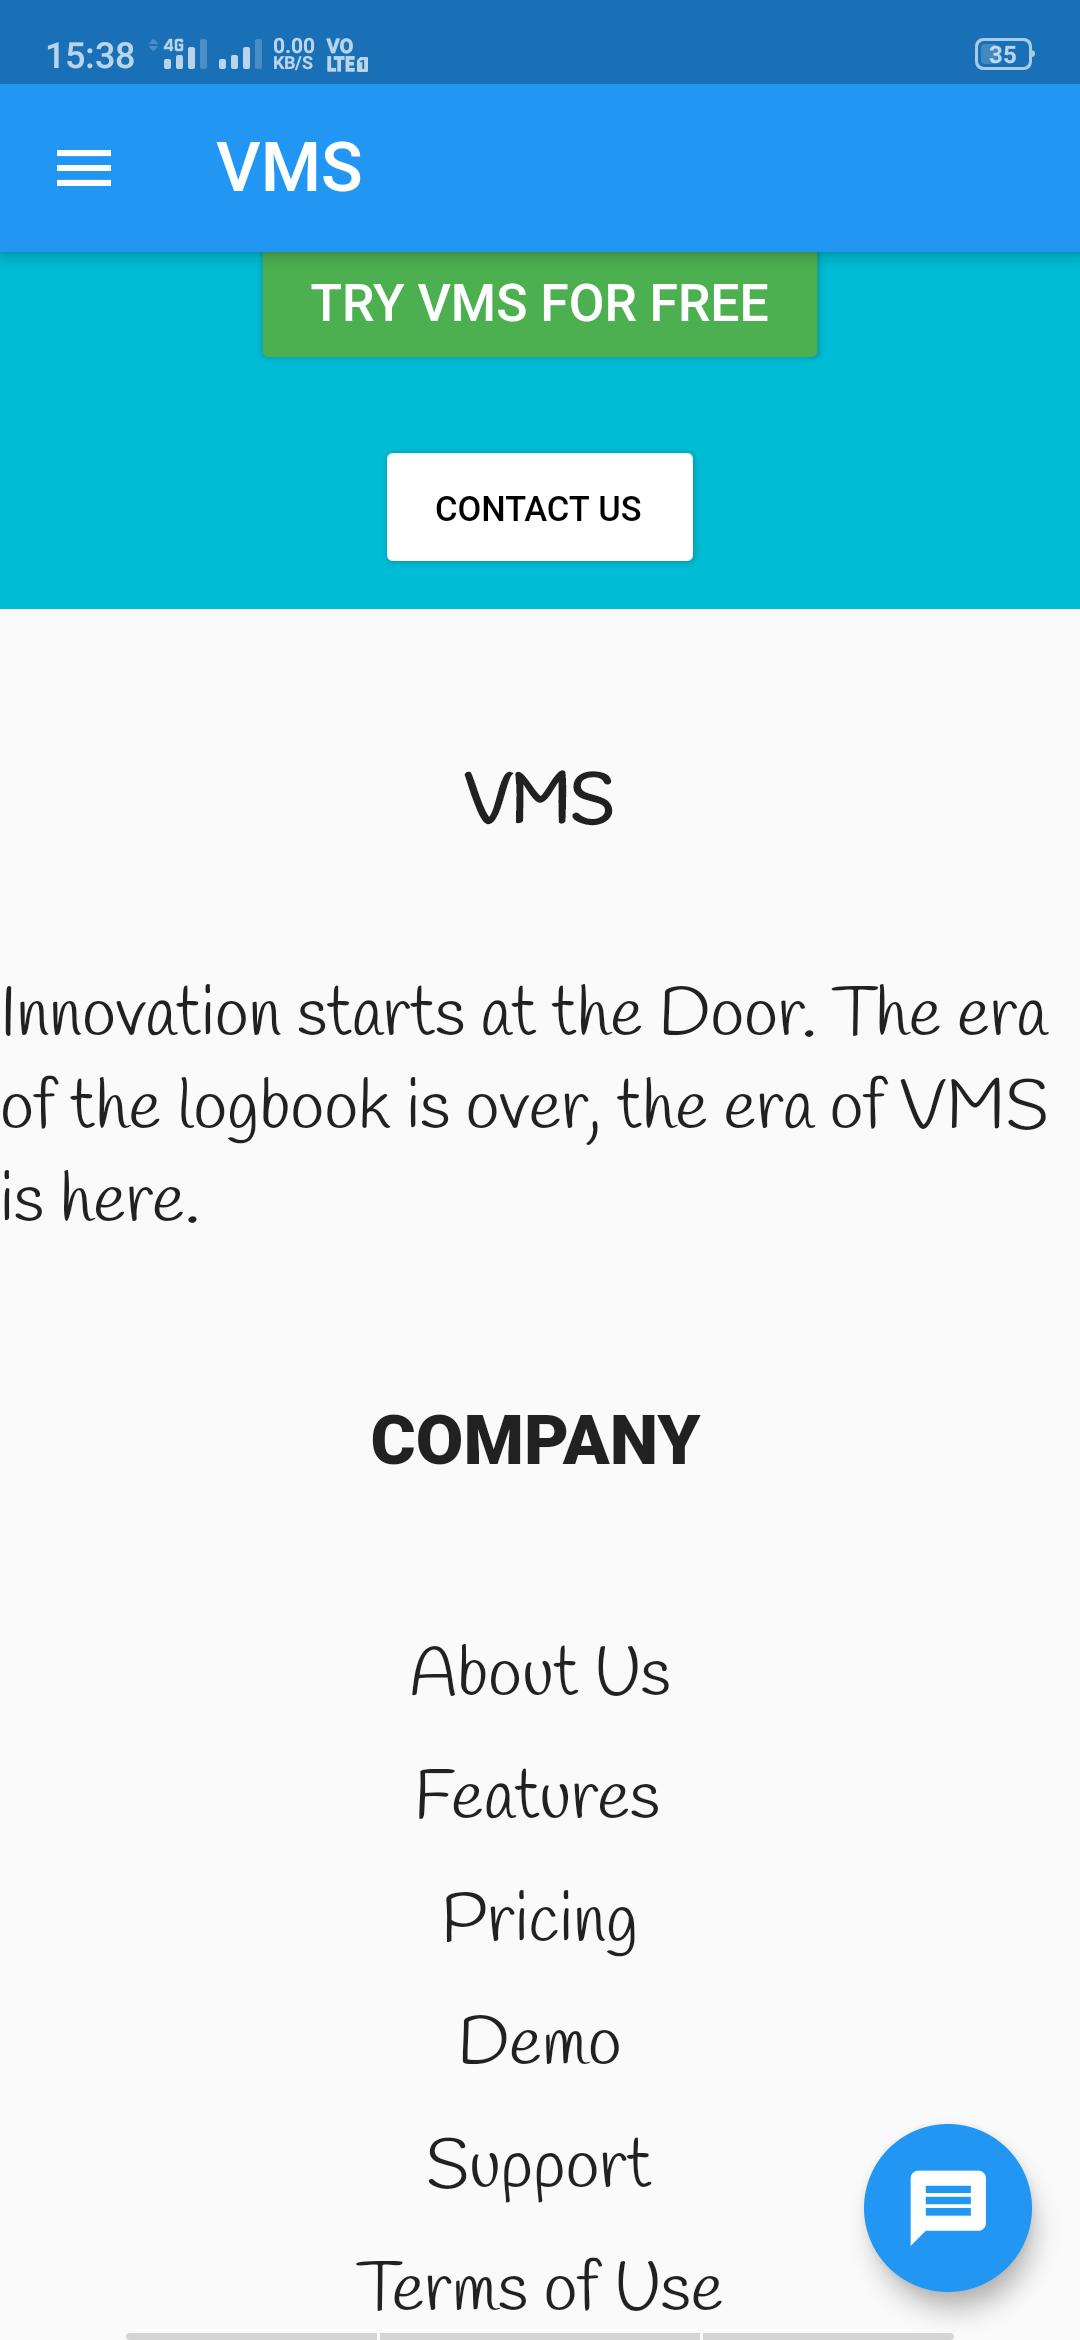 15:38 4G 0.00 KB/S VO LTE 1 35
VMS
TRY VMS FOR FREE
CONTACT US
VMS
Innovation starts at the Door. The era
of the logbook is over, the era of VMS
is here.
COMPANY
About Us
Features
Pricing
Demo
Support
Terms of Use